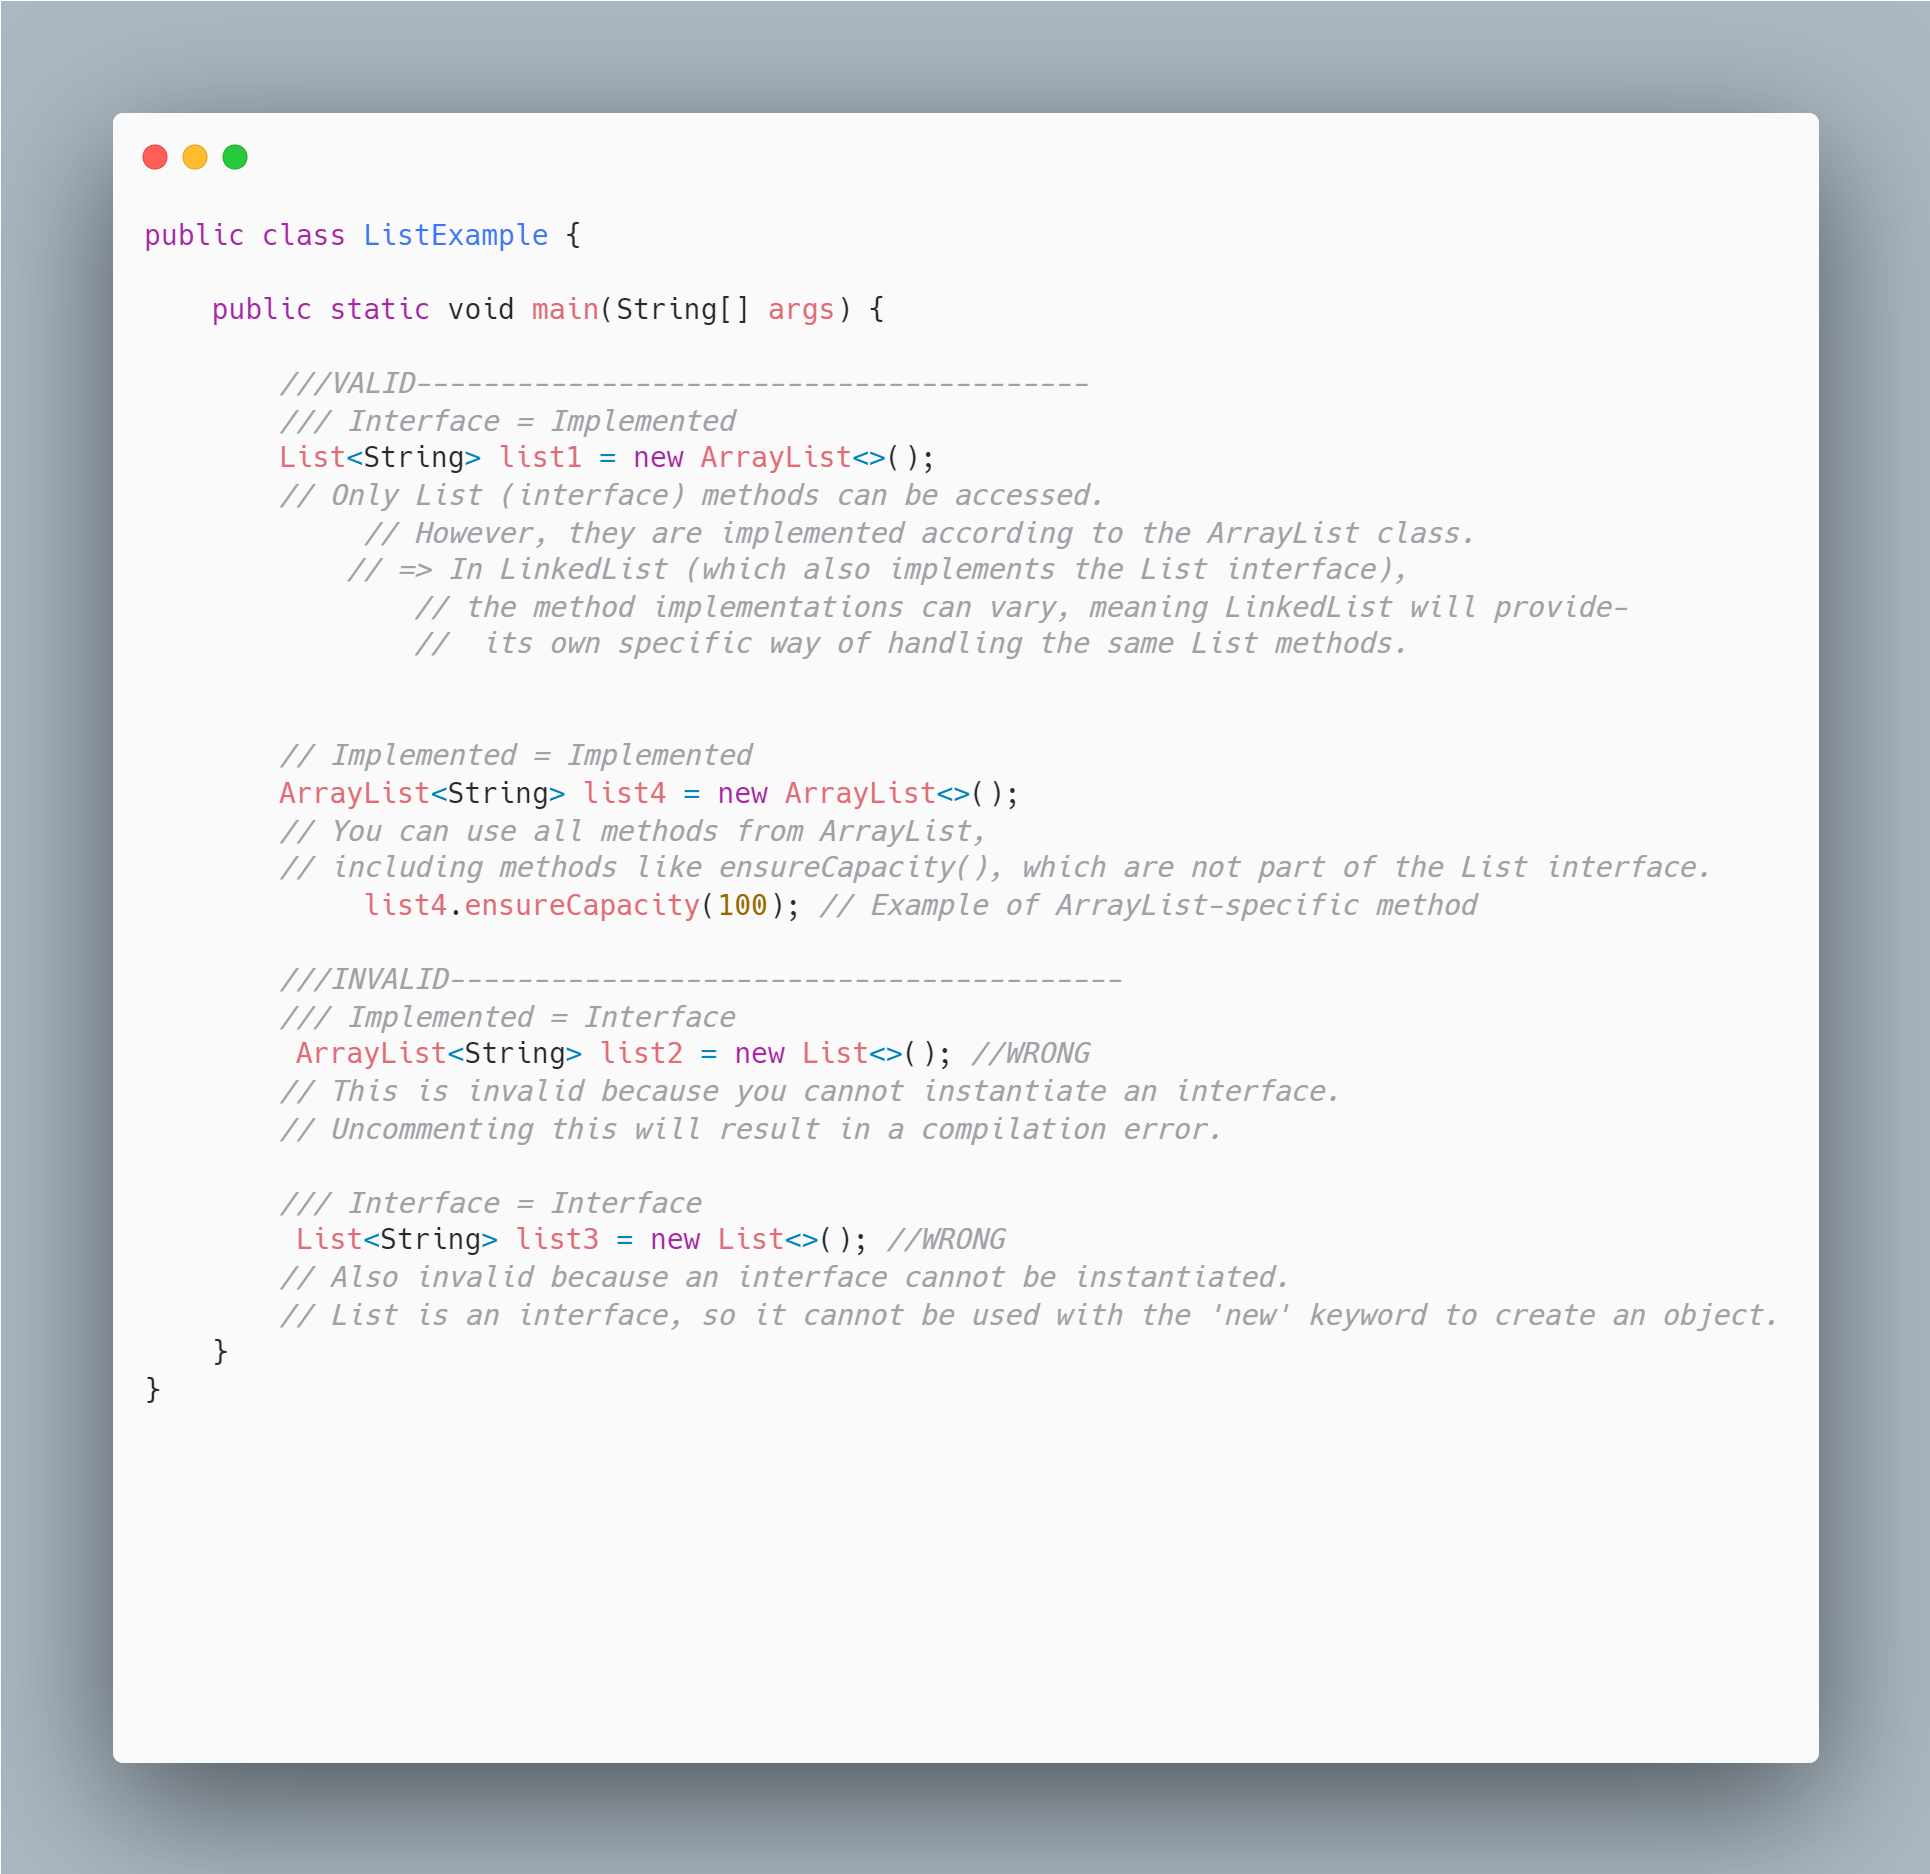 public class ListExample {
public static void main(String[] args) {
///VALID----------------------------------------
/// Interface = Implemented
List<String> list1 = new ArrayList<>();
// Only List (interface) methods can be accessed.
// However, they are implemented according to the ArrayList class.
// => In LinkedList (which also implements the List interface),
// the method implementations can vary, meaning LinkedList will provide-
//  its own specific way of handling the same List methods.
// Implemented = Implemented
ArrayList<String> list4 = new ArrayList<>();
// You can use all methods from ArrayList,
// including methods like ensureCapacity(), which are not part of the List interface.
list4.ensureCapacity(100); // Example of ArrayList-specific method
///INVALID----------------------------------------
/// Implemented = Interface
ArrayList<String> list2 = new List<>(); //WRONG
// This is invalid because you cannot instantiate an interface.
// Uncommenting this will result in a compilation error.
/// Interface = Interface
List<String> list3 = new List<>(); //WRONG
// Also invalid because an interface cannot be instantiated.
// List is an interface, so it cannot be used with the 'new' keyword to create an object.
}
}